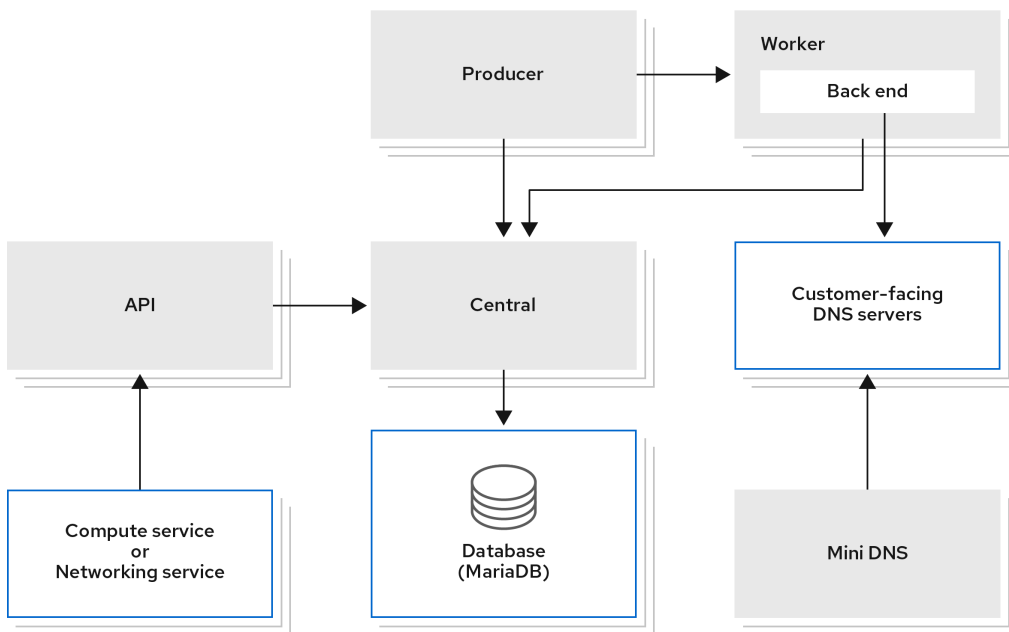 Producer
Worker
Back end
API
Central
Customer-facing
DNS servers
Compute service
or
Networking service
Database
(MariaDB)
Mini DNS